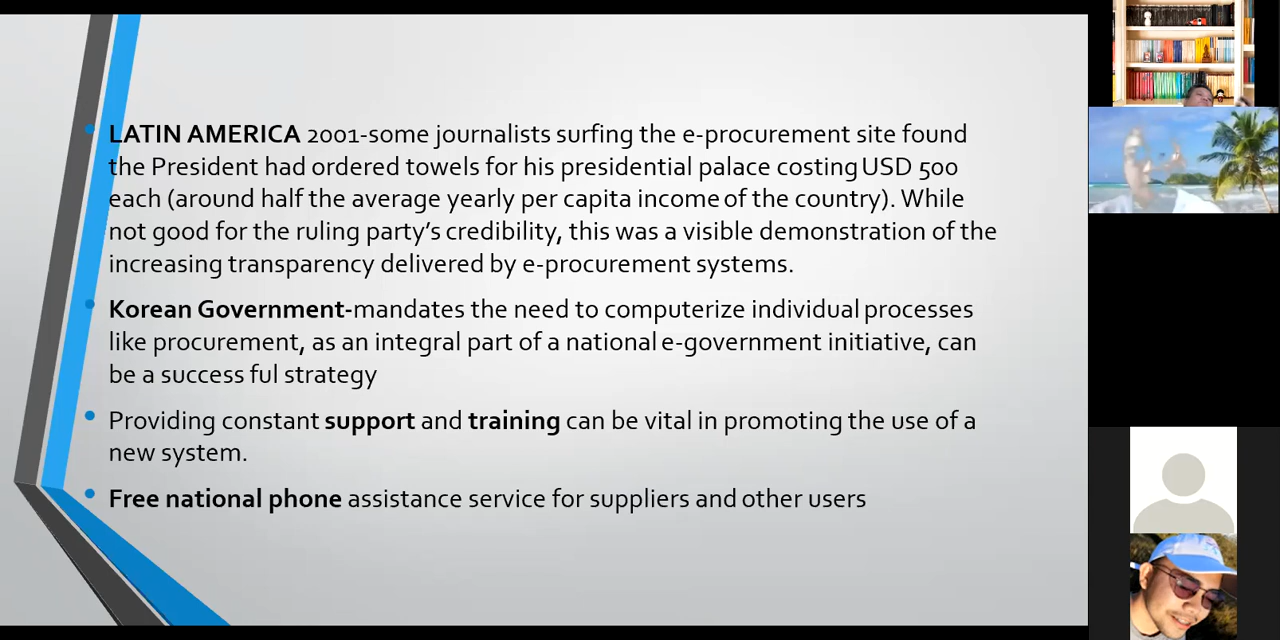 LATIN AMERICA 2001-some journalists surfing the e-procurement site found
the President had ordered towels for his presidential palace costing USD 500
each (around half the average yearly per capita income of the country). While
not good for the ruling party’s credibility, this was a visible demonstration of the
increasing transparency delivered by e-procurement systems.
Korean Government-mandates the need to computerize individual processes
like procurement, as an integral part of a national e-government initiative, can
be a success ful strategy
Providing constant support and training can be vital in promoting the use of a
new system.
Free national phone assistance service for suppliers and other users